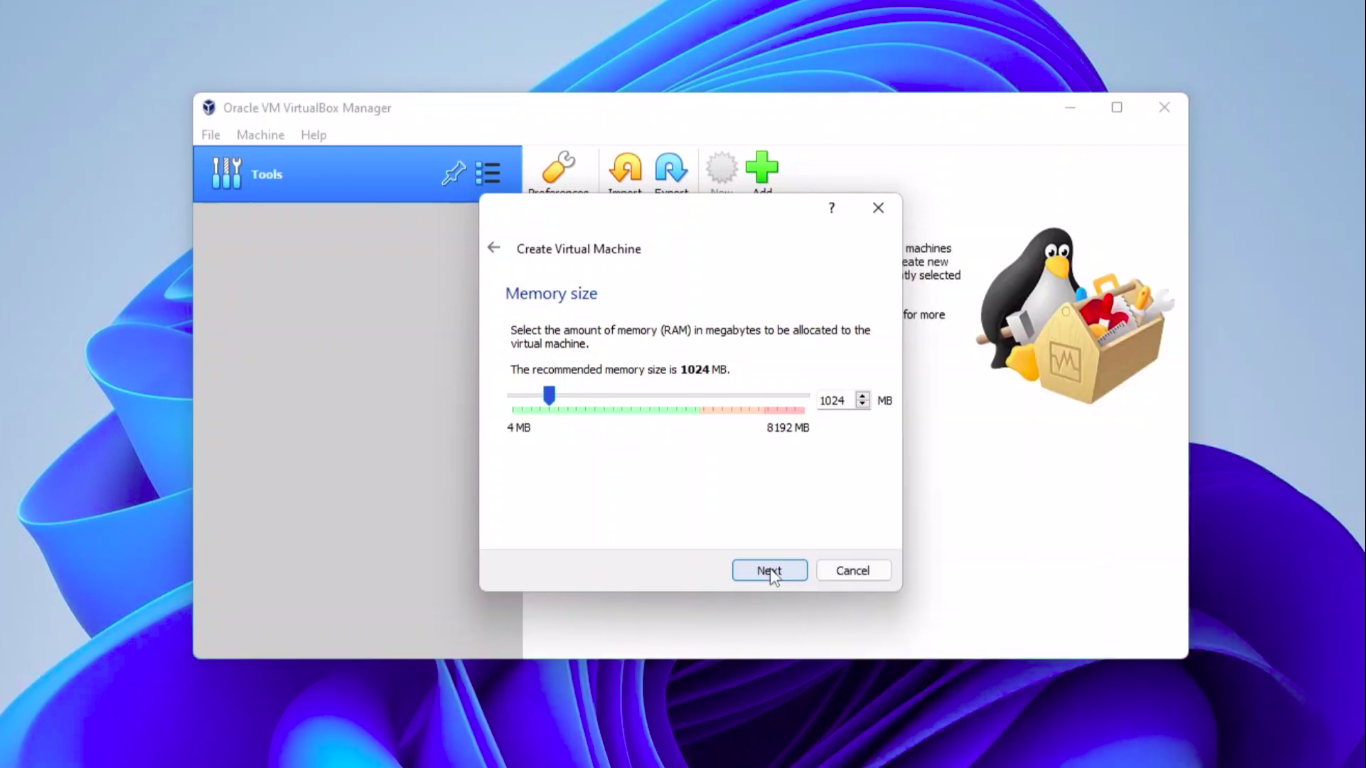 Oracle VM VirtualBox Manager
File Machine Help
Tools
Preferences Import Export New Add
?
Create Virtual Machine
machines
eate new
tly selected
for more
Memory size
Select the amount of memory (RAM) in megabytes to be allocated to the
virtual machine.
The recommended memory size is 1024 MB.
1024 MB
4 MB 8192 MB
Next Cancel